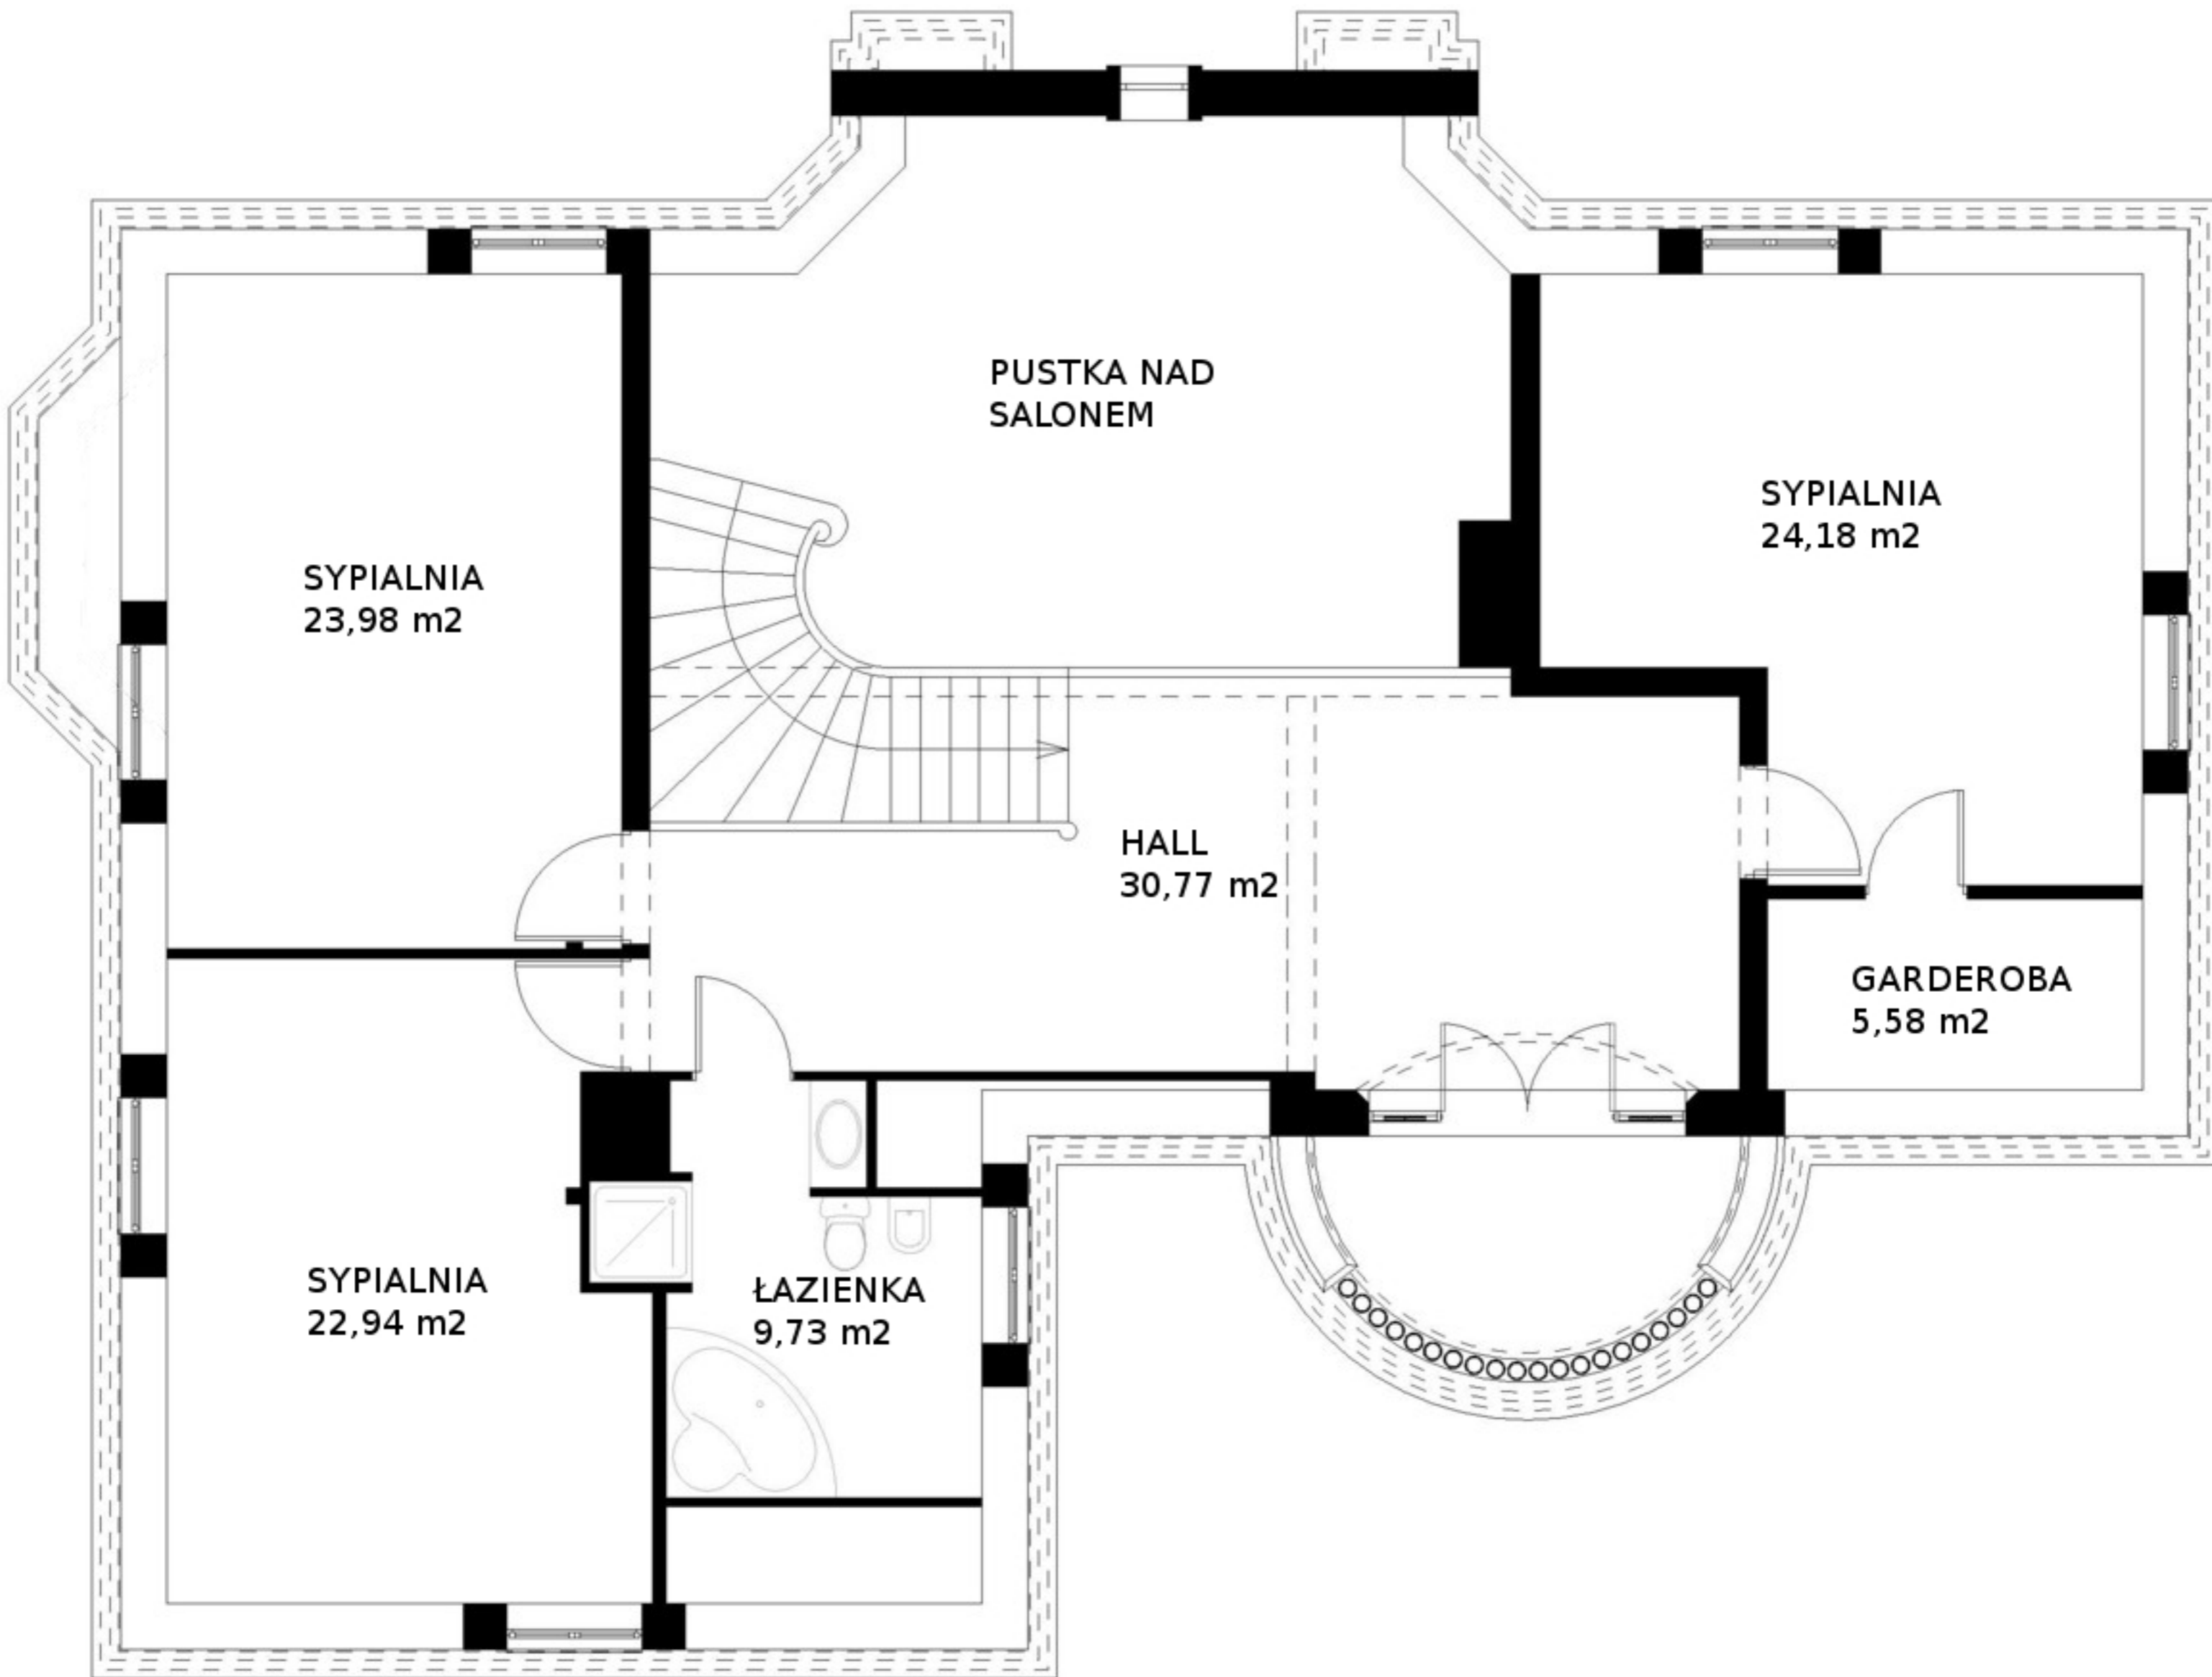 PUSTKA NAD
SALONEM
SYPIALNIA
24,18 m2
SYPIALNIA
23,98 m2
HALL
30,77 m2
GARDEROBA
5,58 m2
SYPIALNIA
22,94 m2
ŁAZIENKA
9,73 m2